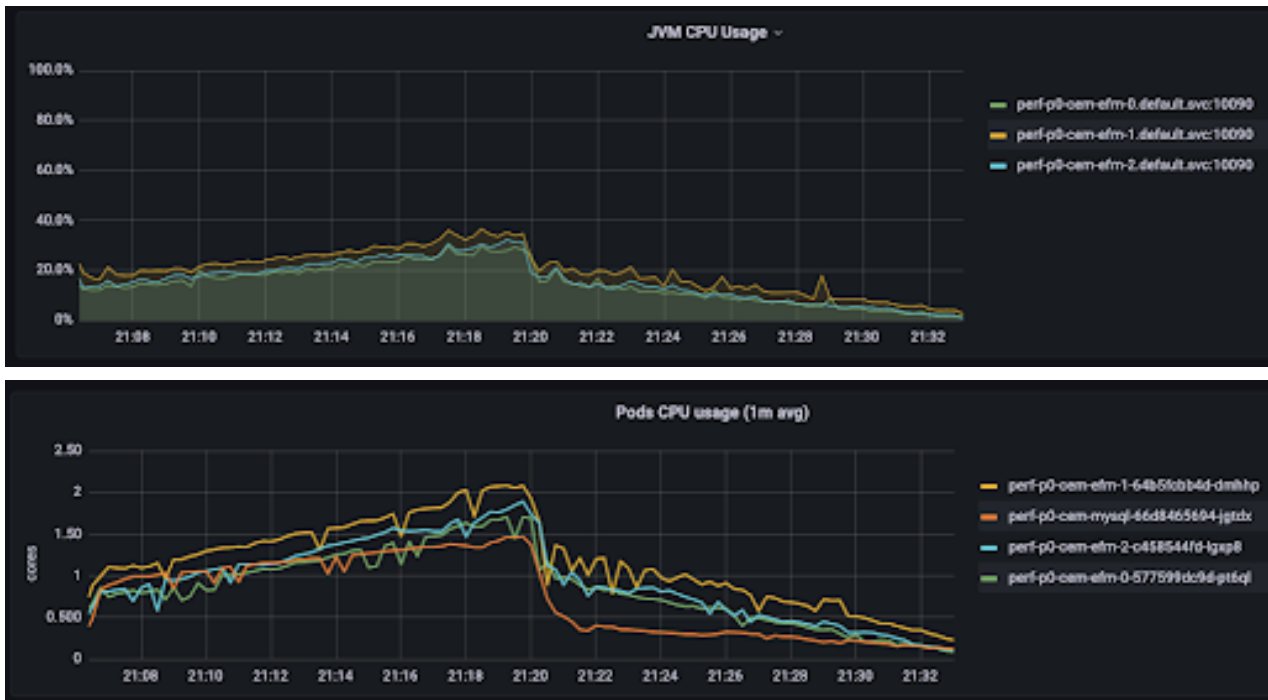 JVM CPU Usage
100.0%
80.0%
60.0%
40.0%
20.0%
0%
21:08 21:10 21:12 21:14 21:16 21:18 21:20 21:22 21:24 21:26 21:28 21:30 21:32
perf-p0-cem-efm-0.default.svc:10090
perf-p0-cem-efm-1.default.svc:10090
perf-p0-cem-efm-2.default.svc:10090
Pods CPU usage (1m avg)
cores
2.50
2
1.50
1
0.500
0
21:08 21:10 21:12 21:14 21:16 21:18 21:20 21:22 21:24 21:26 21:28 21:30 21:32
perf-p0-cem-efm-1-64b5fcbb4d-dmhhp
perf-p0-cem-mysql-66d8465694-jgtdx
perf-p0-cem-efm-2-c458544fd-lgxp8
perf-p0-cem-efm-0-577599dc9d-pt6ql